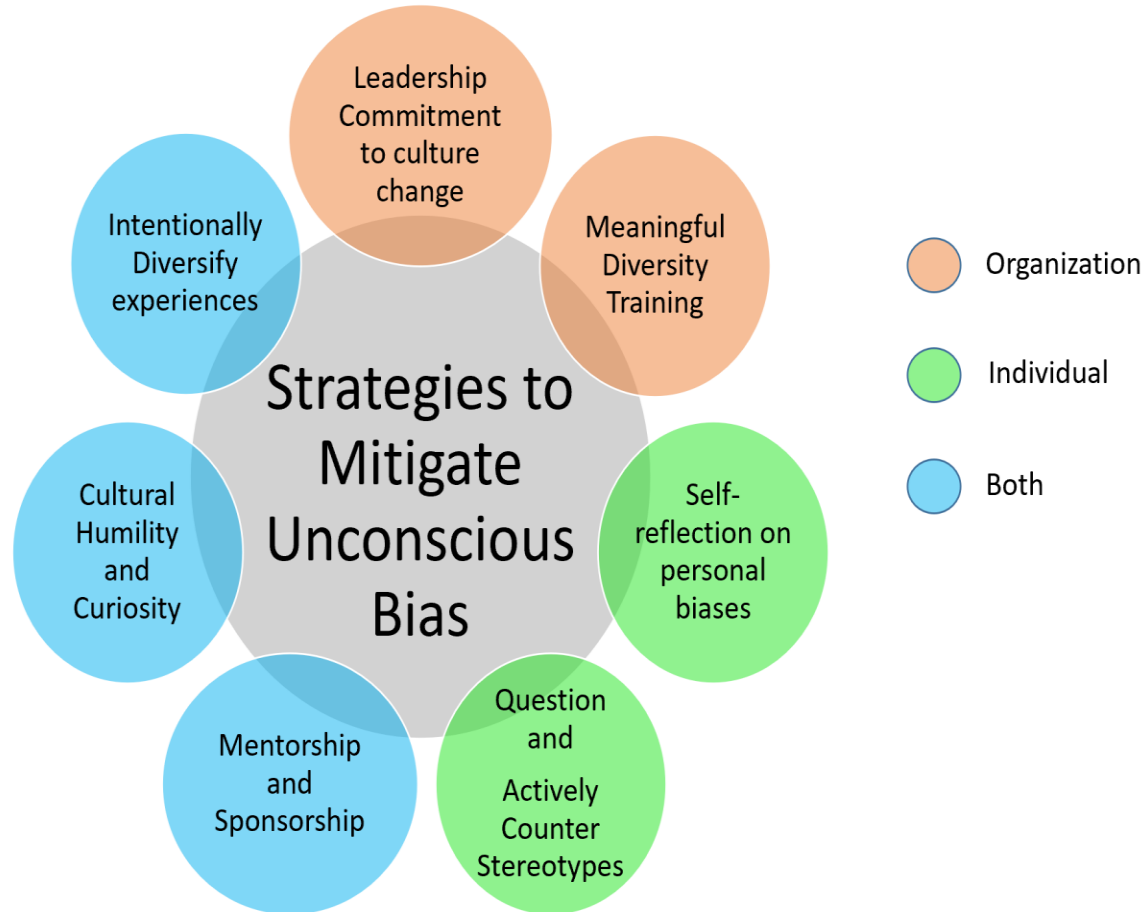 Leadership
Commitment
to culture
change
Meaningful
Diversity
Training
Self-
reflection on
personal
biases
Question
and
Actively
Counter
Stereotypes
Mentorship
and
Sponsorship
Cultural
Humility
and
Curiosity
Intentionally
Diversify
experiences
Strategies to
Mitigate
Unconscious
Bias
Organization
Individual
Both